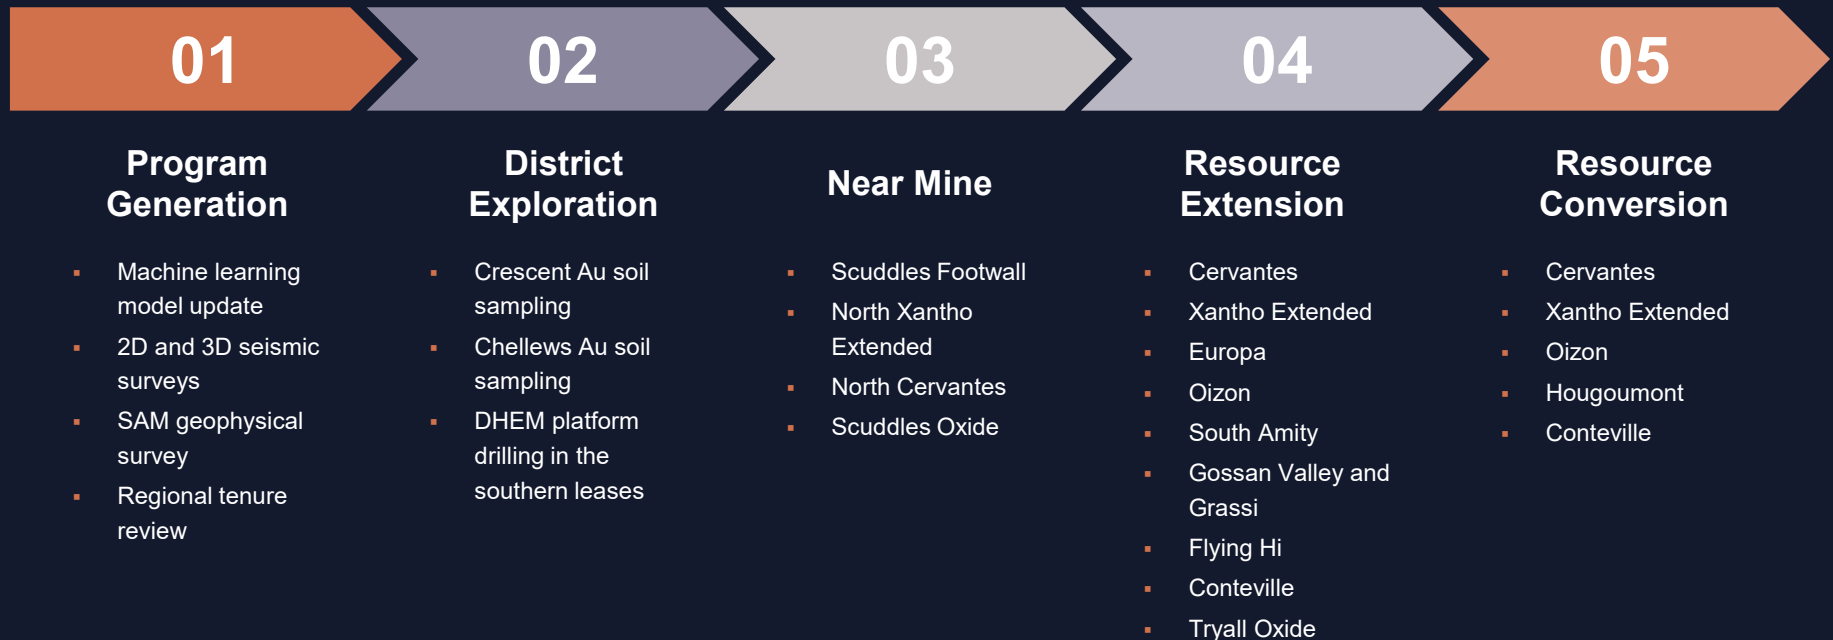 01
02
03
04
05
Program
Generation
Machine learning
model update
2D and 3D seismic
surveys
SAM geophysical
survey
Regional tenure
review
District
Exploration
Crescent Au soil
sampling
Chellews Au soil
sampling
DHEM platform
drilling in the
southern leases
Near Mine
Scuddles Footwall
North Xantho
Extended
North Cervantes
Scuddles Oxide
Resource
Extension
Cervantes
Xantho Extended
Europa
Oizon
South Amity
Gossan Valley and
Grassi
Flying Hi
Conteville
Tryall Oxide
Resource
Conversion
Cervantes
Xantho Extended
Oizon
Hougoumont
Conteville